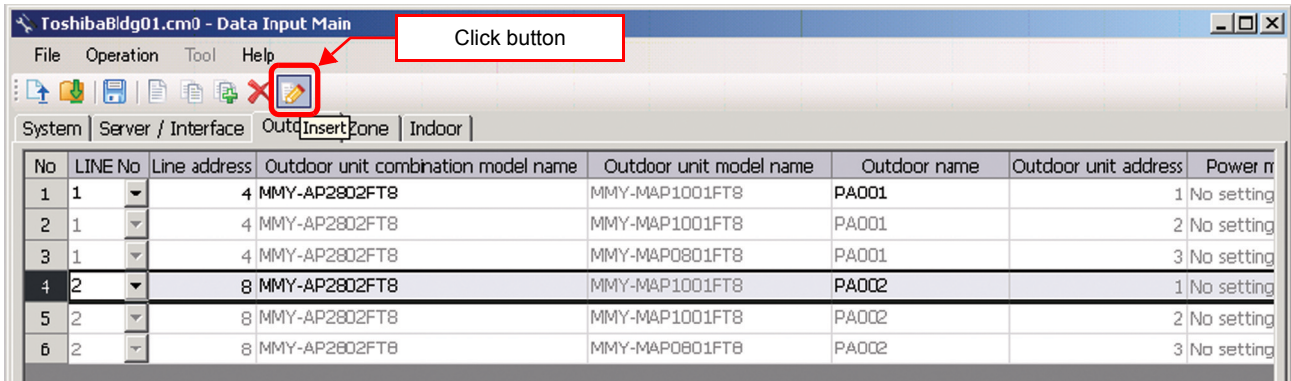 ToshibaBldg01.cm0 - Data Input Main
Click button
File Operation Tool Help
System Server / Interface Outd Insert Zone Indoor
No LINE No Line address Outdoor unit combination model name Outdoor unit model name Outdoor name Outdoor unit address Power m
1 1 4 MMY-AP2802FT8 MMY-MAP1001FT8 PA001 1 No setting
2 1 4 MMY-AP2802FT8 MMY-MAP1001FT8 PA001 2 No setting
3 1 4 MMY-AP2802FT8 MMY-MAP0801FT8 PA001 3 No setting
4 2 8 MMY-AP2802FT8 MMY-MAP1001FT8 PA002 1 No setting
5 2 8 MMY-AP2802FT8 MMY-MAP1001FT8 PA002 2 No setting
6 2 8 MMY-AP2802FT8 MMY-MAP0801FT8 PA002 3 No setting